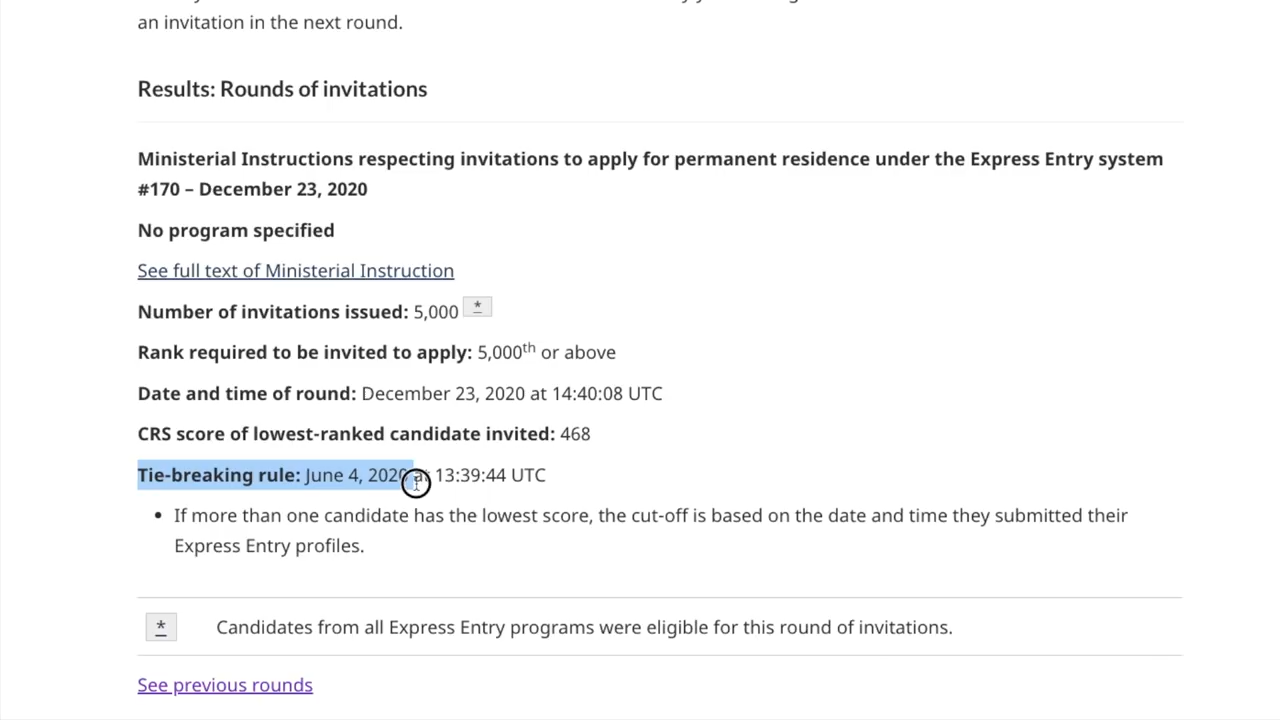 an invitation in the next round.
Results: Rounds of invitations
Ministerial Instructions respecting invitations to apply for permanent residence under the Express Entry system
#170 – December 23, 2020
No program specified
See full text of Ministerial Instruction
Number of invitations issued: 5,000 *
Rank required to be invited to apply: 5,000th or above
Date and time of round: December 23, 2020 at 14:40:08 UTC
CRS score of lowest-ranked candidate invited: 468
Tie-breaking rule: June 4, 2020 at 13:39:44 UTC
• If more than one candidate has the lowest score, the cut-off is based on the date and time they submitted their
Express Entry profiles.
* Candidates from all Express Entry programs were eligible for this round of invitations.
See previous rounds